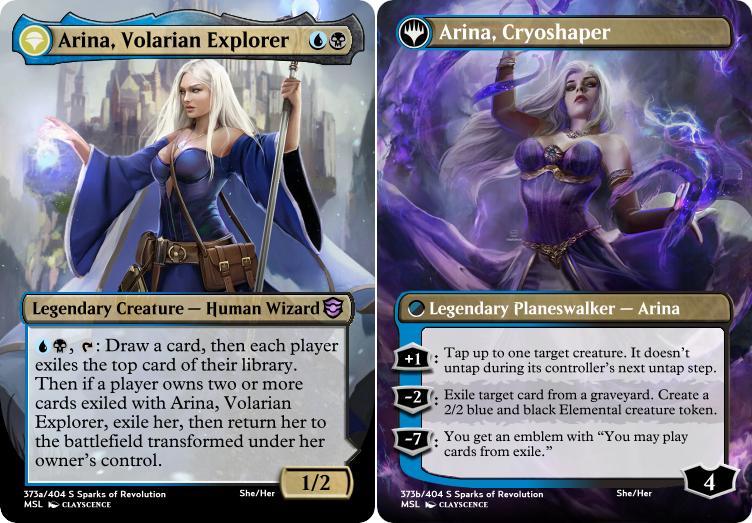 Arina, Volarian Explorer
Legendary Creature — Human Wizard
, : Draw a card, then each player
exiles the top card of their library.
Then if a player owns two or more
cards exiled with Arina, Volarian
Explorer, exile her, then return her to
the battlefield transformed under her
owner's control.
1/2
373a/404 S Sparks of Revolution
She/Her
MSL CLAYSCIENCE
Arina, Cryoshaper
Legendary Planeswalker — Arina
+1 : Tap up to one target creature. It doesn't
untap during its controller's next untap step.
-2 : Exile target card from a graveyard. Create a
2/2 blue and black Elemental creature token.
-7 : You get an emblem with “You may play
cards from exile.”
4
373b/404 S Sparks of Revolution
She/Her
MSL CLAYSCIENCE